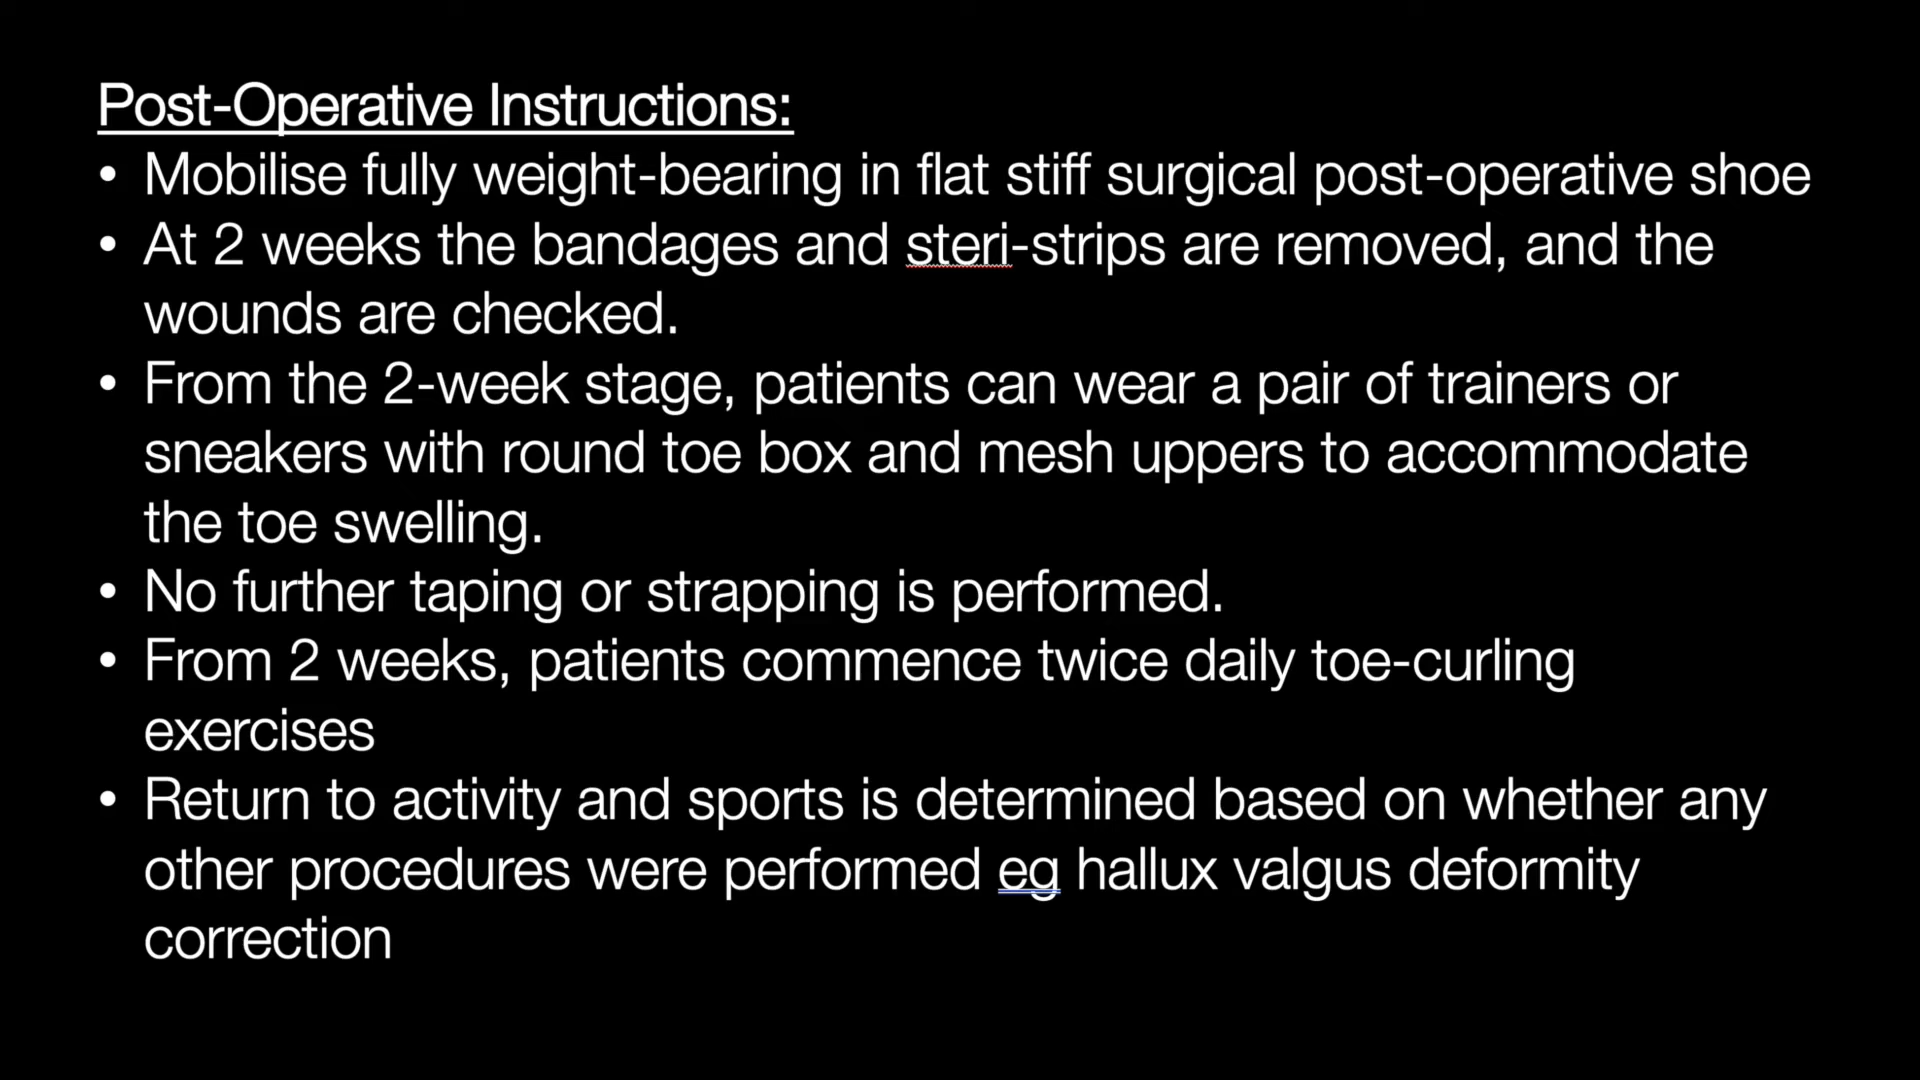 Post-Operative Instructions:
• Mobilise fully weight-bearing in flat stiff surgical post-operative shoe
• At 2 weeks the bandages and steri-strips are removed, and the
wounds are checked.
• From the 2-week stage, patients can wear a pair of trainers or
sneakers with round toe box and mesh uppers to accommodate
the toe swelling.
• No further taping or strapping is performed.
• From 2 weeks, patients commence twice daily toe-curling
exercises
• Return to activity and sports is determined based on whether any
other procedures were performed eg hallux valgus deformity
correction